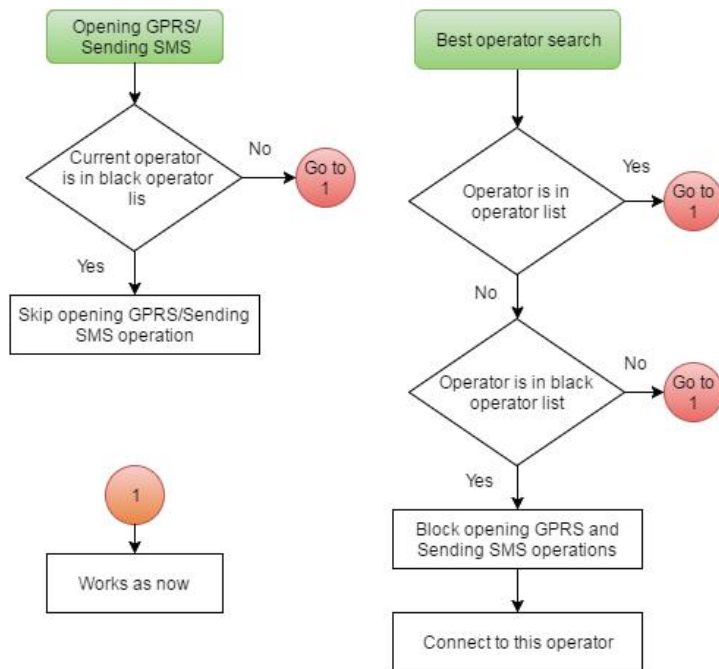 Opening GPRS/
Sending SMS
Current operator
is in black operator
lis
No
Go to
1
Yes
Skip opening GPRS/Sending
SMS operation
1
Works as now
Best operator search
Operator is in
operator list
Yes
Go to
1
No
Operator is in black
operator list
No
Go to
1
Yes
Block opening GPRS and
Sending SMS operations
Connect to this operator